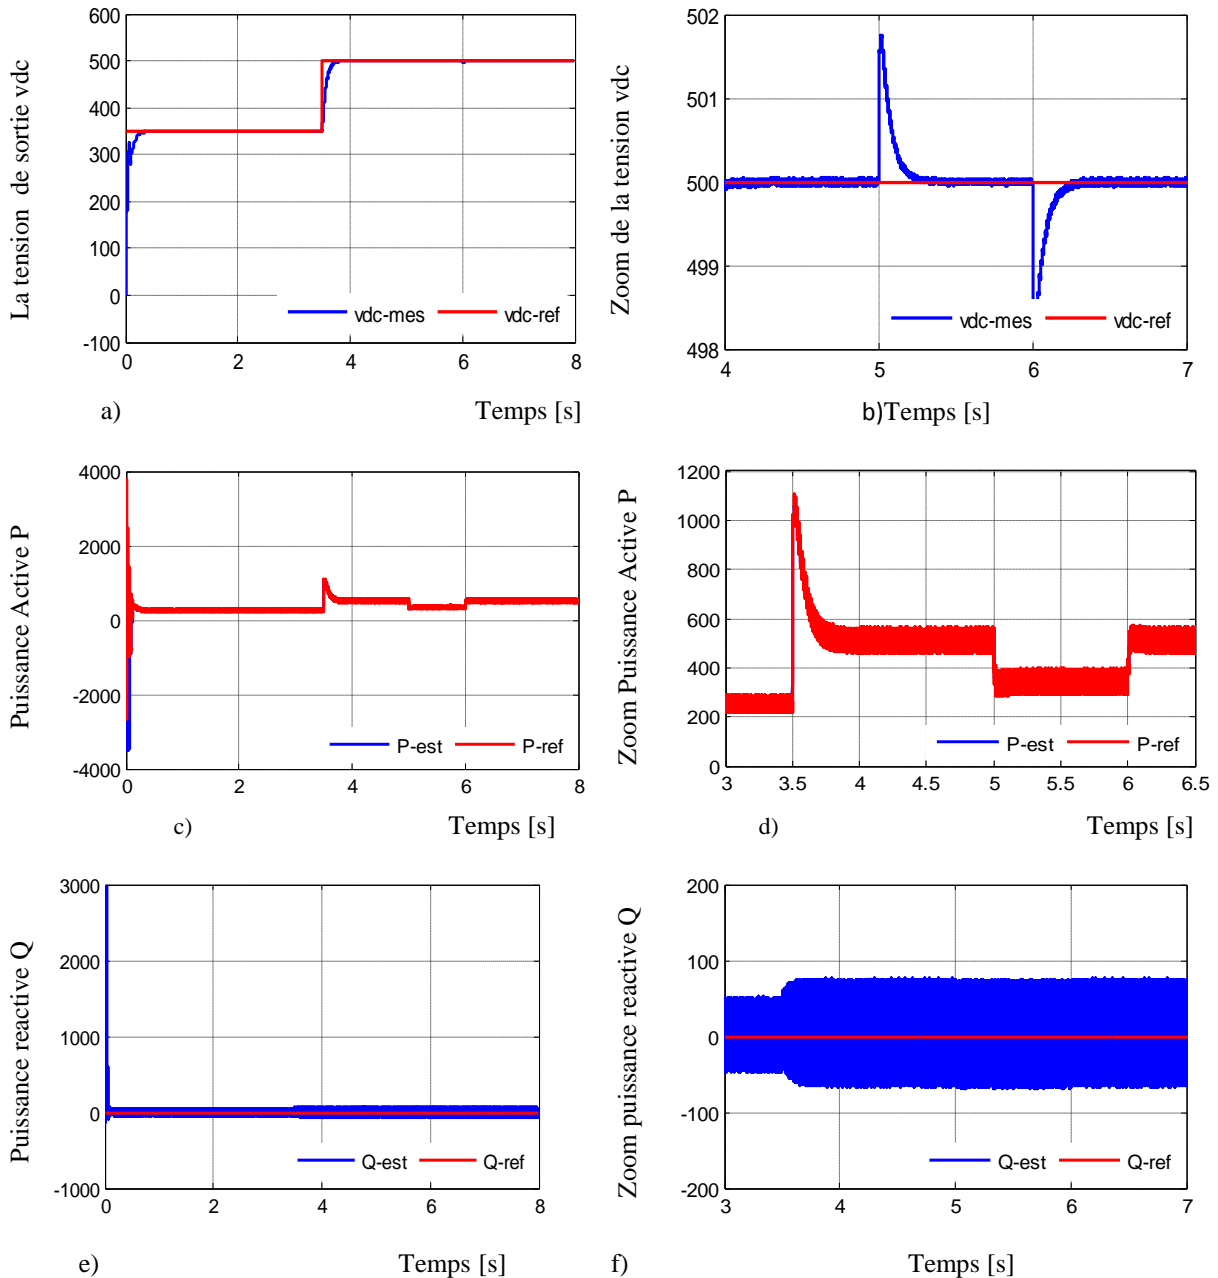 La tension de sortie vdc
600
500
400
300
200
100
0
-100
vdc-mes
vdc-ref
0
2
4
6
8
a)
Temps [s]
Zoom de la tension vdc
502
501
500
499
498
vdc-mes
vdc-ref
4
5
6
7
b)Temps [s]
Puissance Active P
4000
2000
0
-2000
-4000
P-est
P-ref
0
2
4
6
8
c)
Temps [s]
Zoom Puissance Active P
1200
1000
800
600
400
200
0
P-est
P-ref
3
3.5
4
4.5
5
5.5
6
6.5
d)
Temps [s]
Puissance reactive Q
3000
2000
1000
0
-1000
Q-est
Q-ref
0
2
4
6
8
e)
Temps [s]
Zoom puissance reactive Q
200
100
0
-100
-200
Q-est
Q-ref
3
4
5
6
7
f)
Temps [s]